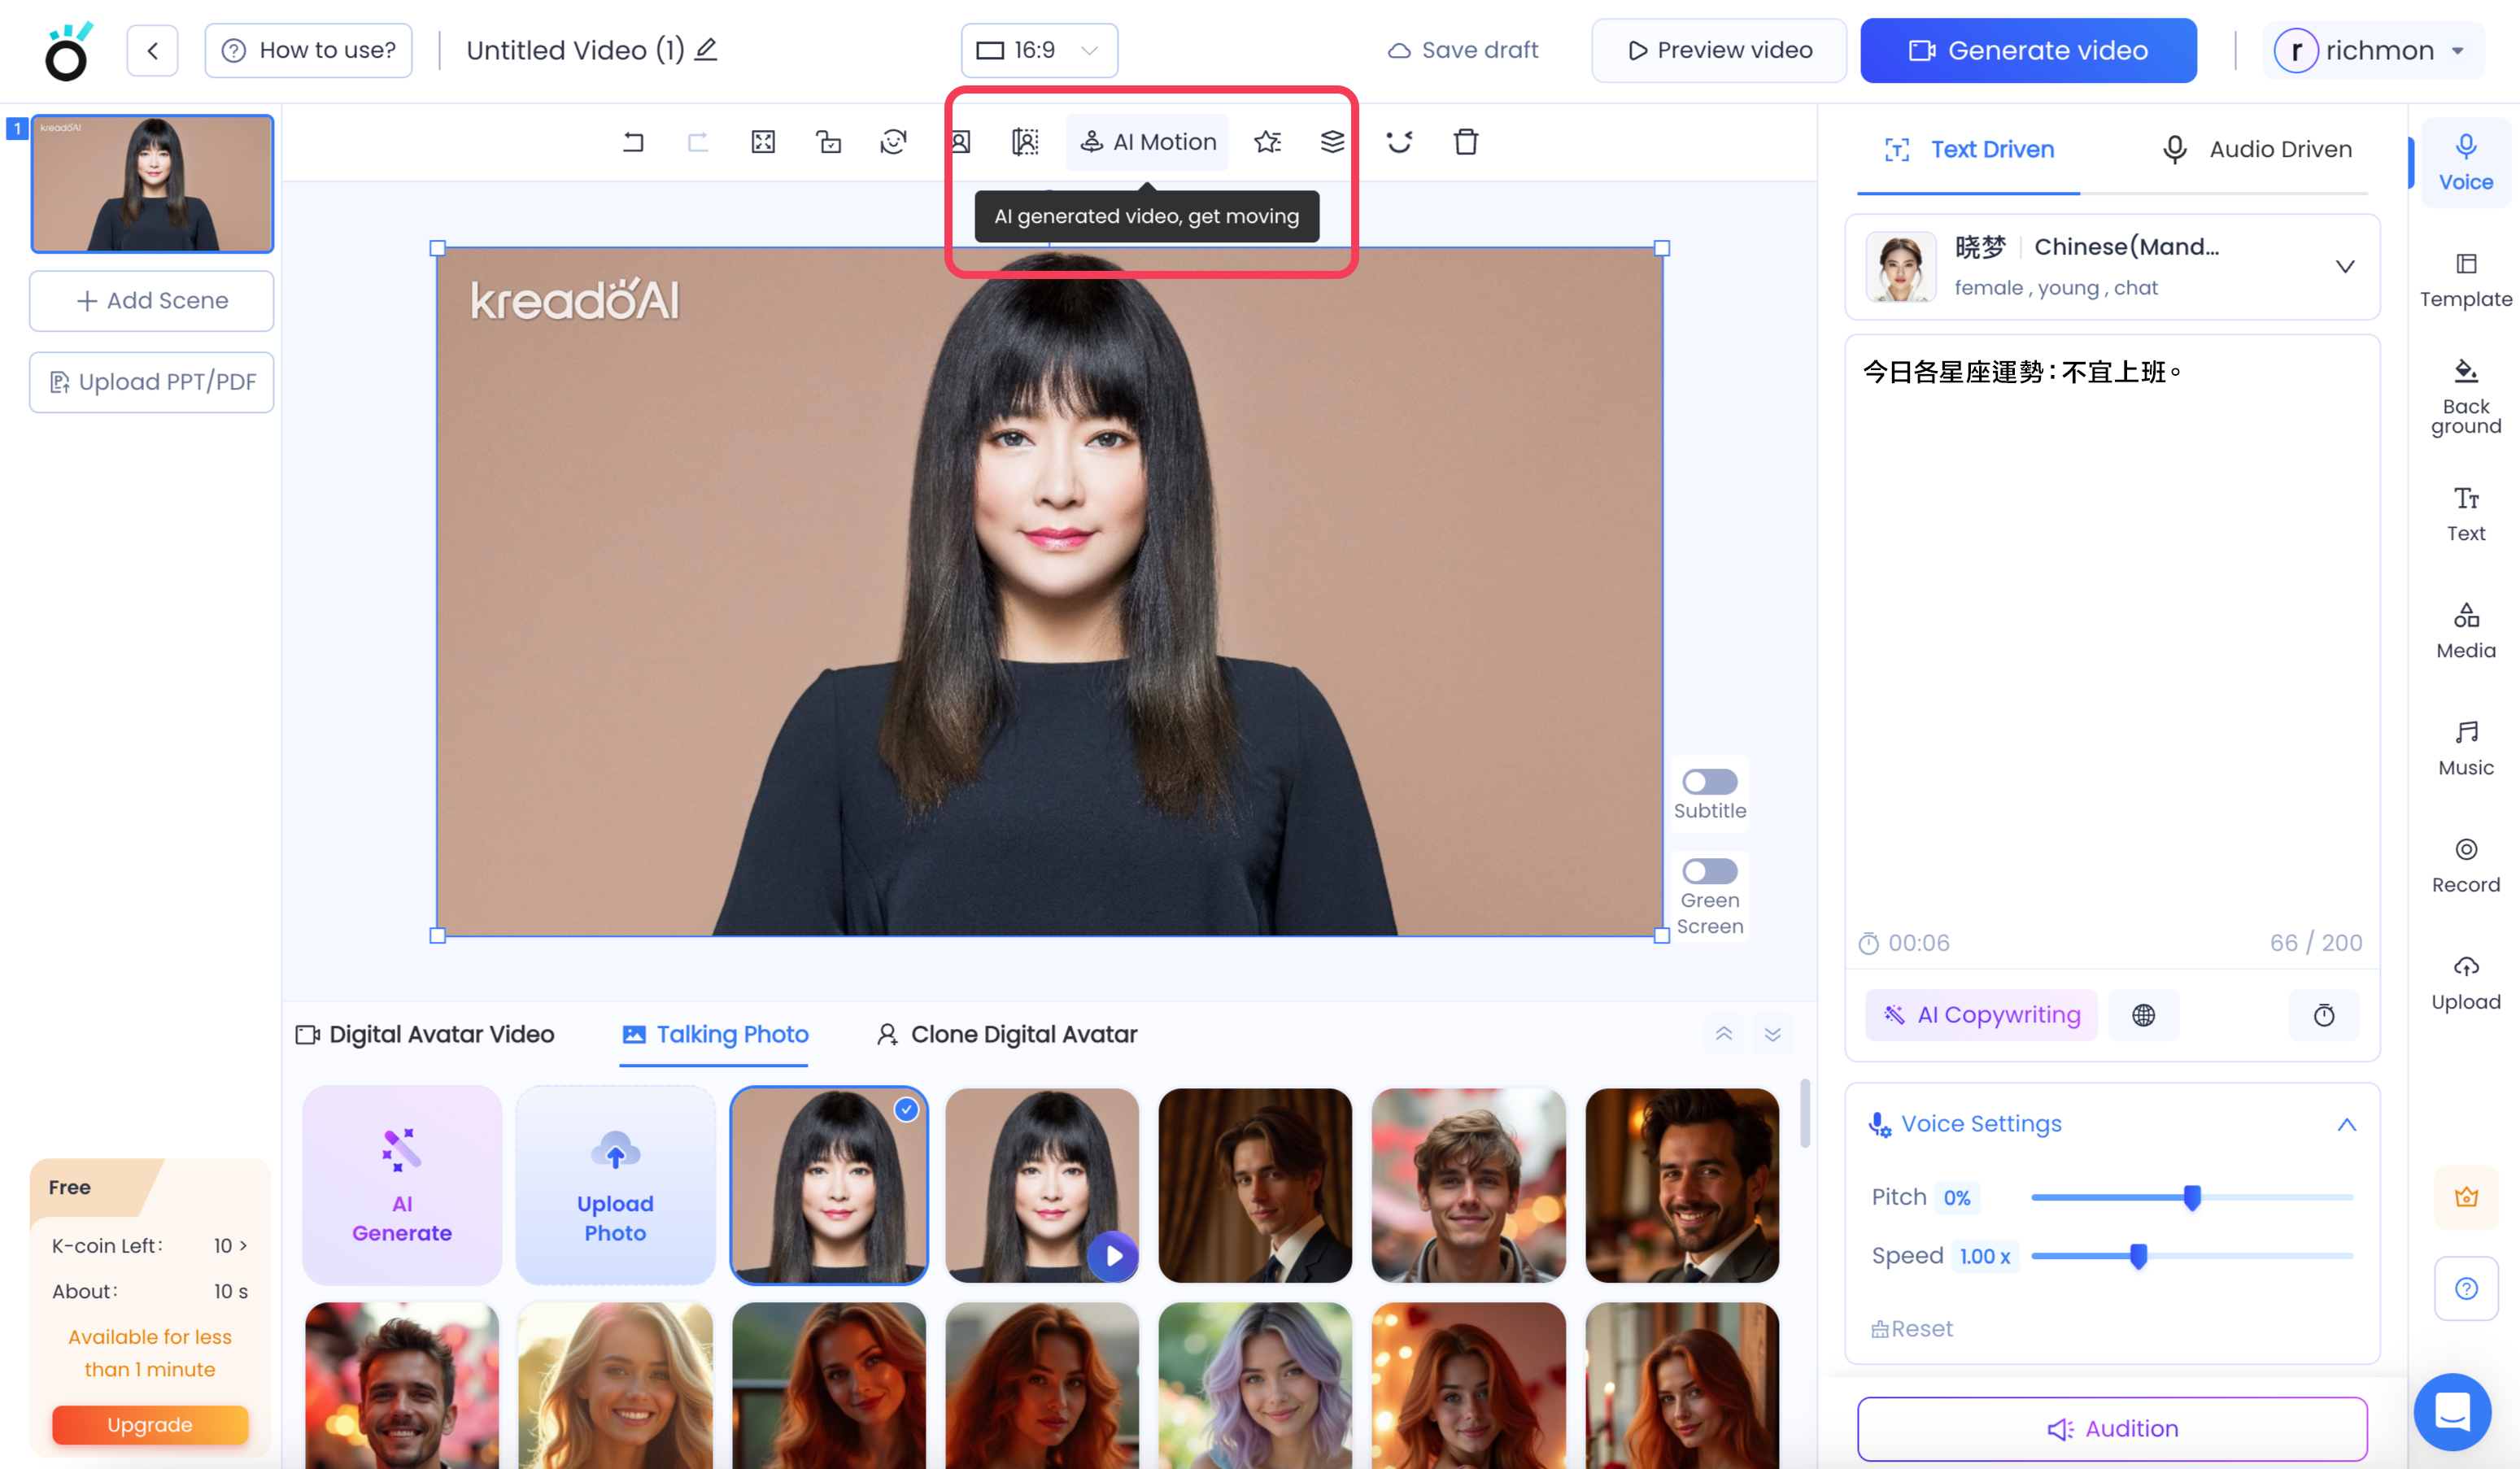 How to use?
Untitled Video (1)
16:9
Save draft
Preview video
Generate video
r
richmon
1
kreadoAI
Add Scene
Upload PPT/PDF
AI Motion
AI generated video, get moving
kreadoAI
Subtitle
Green
Screen
Text Driven
Audio Driven
晓梦 | Chinese(Mand...
female , young , chat
今日各星座運勢：不宜上班。
00:06
66 / 200
AI Copywriting
Voice Settings
Pitch 0%
Speed 1.00 x
Reset
Audition
Voice
Template
Back
ground
Text
Media
Music
Record
Upload
Digital Avatar Video
Talking Photo
Clone Digital Avatar
AI
Generate
Upload
Photo
Free
K-coin Left: 10 >
About: 10 s
Available for less
than 1 minute
Upgrade